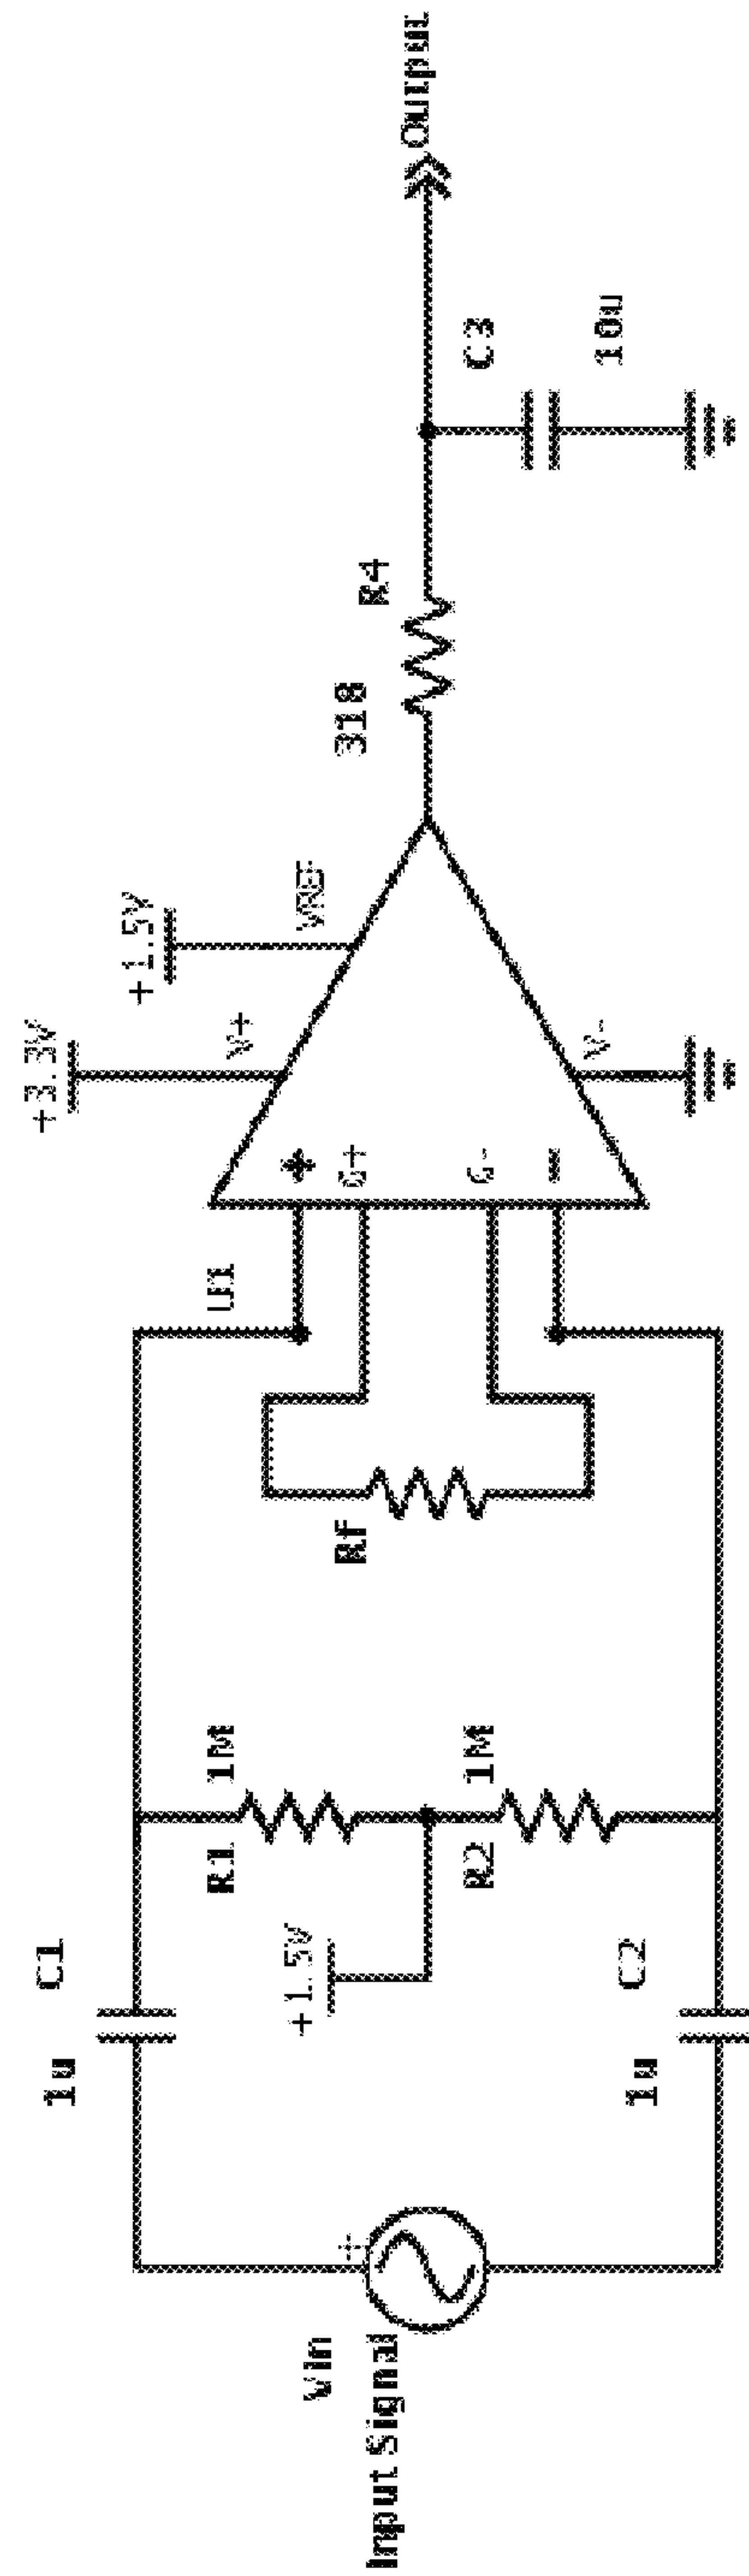 Vin
Input Signal
C1
1u
C2
1u
+1.5V
R1
1M
R2
1M
Rf
U1
+
G+
G-
-
+3.3V
V+
+1.5V
VREF
V-
318
R4
C3
10u
Output
+